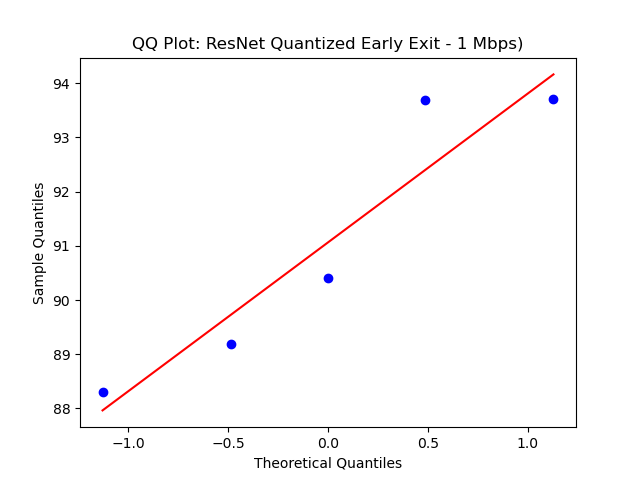 QQ Plot: ResNet Quantized Early Exit - 1 Mbps)
94
93
92
91
90
89
88
Sample Quantiles
−1.0 −0.5 0.0 0.5 1.0
Theoretical Quantiles